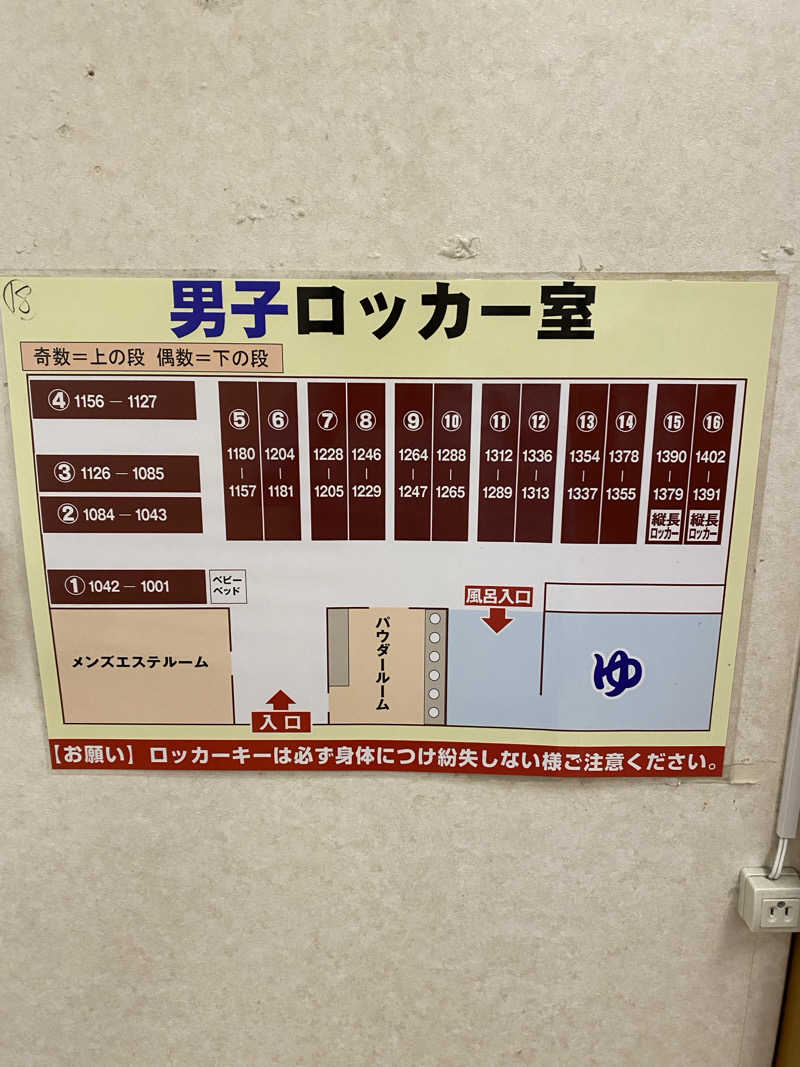 18
男子ロッカー室
奇数＝上の段 偶数＝下の段
④ 1156 — 1127
③ 1126 — 1085
② 1084 — 1043
① 1042 — 1001
ベビー
ベッド
⑤
1180
|
1157
⑥
1204
|
1181
⑦
1228
|
1205
⑧
1246
|
1229
⑨
1264
|
1247
⑩
1288
|
1265
⑪
1312
|
1289
⑫
1336
|
1313
⑬
1354
|
1337
⑭
1378
|
1355
⑮
1390
|
1379
縦長
ロッカー
⑯
1402
|
1391
縦長
ロッカー
メンズエステルーム
入口
パウダールーム
風呂入口
ゆ
【お願い】ロッカーキーは必ず身体につけ紛失しない様ご注意ください。